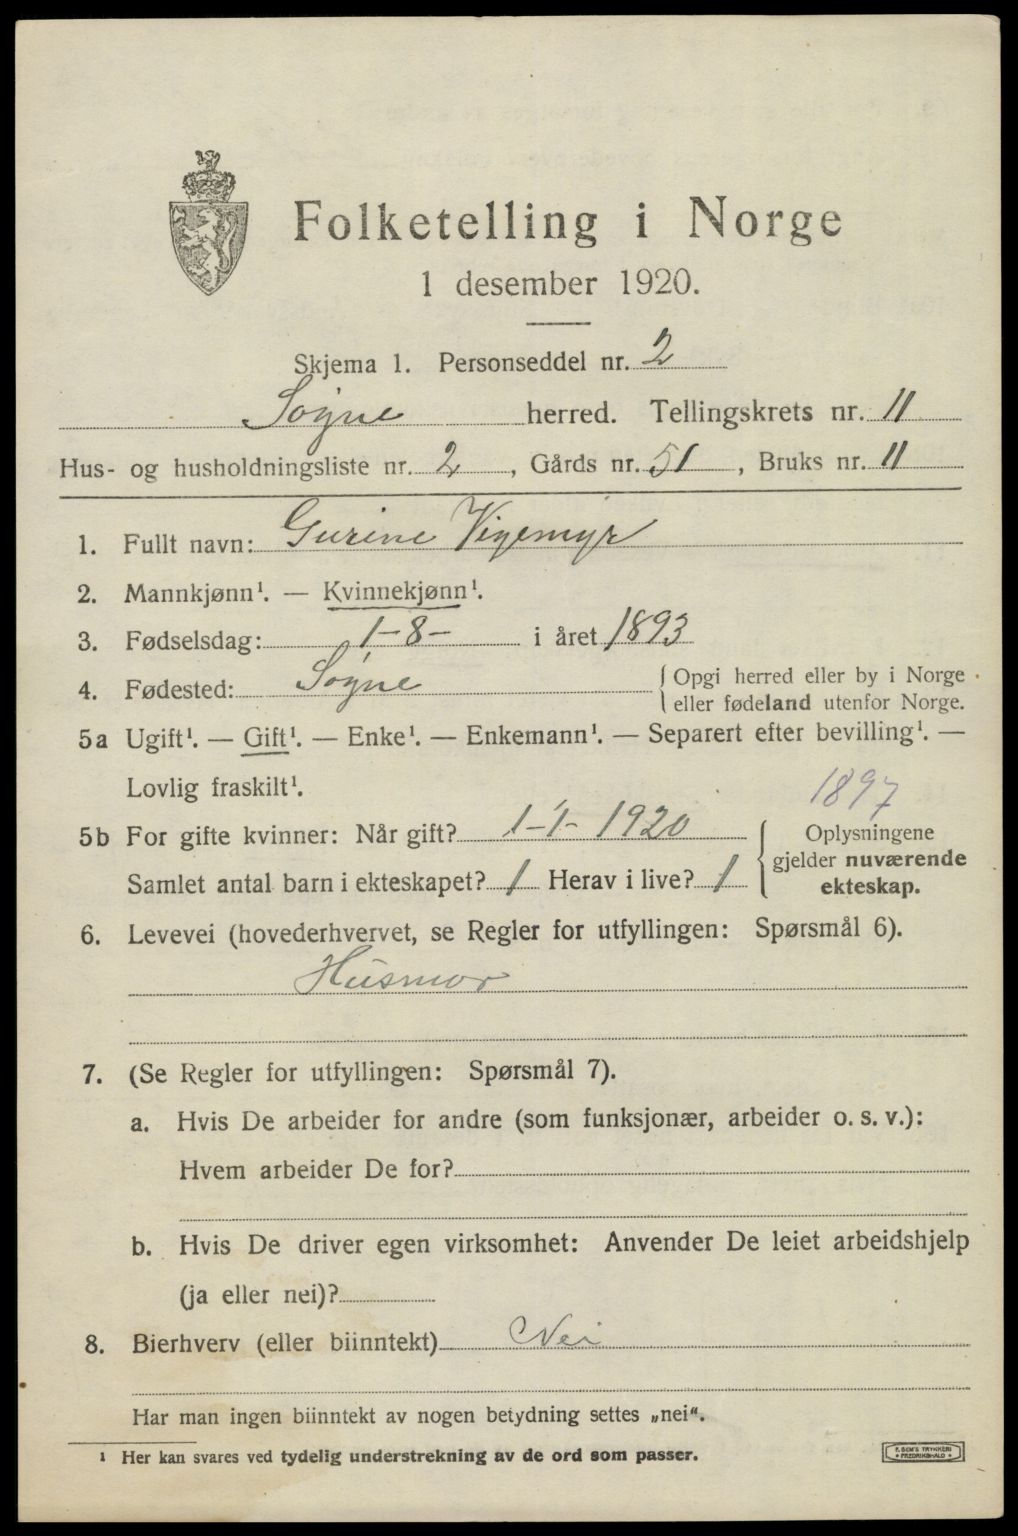 Folketelling i Norge
1 desember 1920.
Skjema 1. Personseddel nr. 2
Søgne herred. Tellingskrets nr. 11
Hus- og husholdningsliste nr. 2, Gårds nr. 51, Bruks nr. 11
1. Fullt navn: Gurine Vigemyr
2. Mannkjønn¹. — Kvinnekjønn¹.
3. Fødselsdag: 1-8- i året 1893
4. Fødested: Søgne { Opgi herred eller by i Norge
eller fødeland utenfor Norge.
5a Ugift¹. — Gift¹. — Enke¹. — Enkemann¹. — Separert efter bevilling¹. —
Lovlig fraskilt¹.
1897
5b For gifte kvinner: Når gift? 1-1- 1920
Samlet antal barn i ekteskapet? 1 Herav i live? 1
{ Oplysningene
gjelder nuværende
ekteskap.
6. Levevei (hovederhvervet, se Regler for utfyllingen: Spørsmål 6).
Husmor
7. (Se Regler for utfyllingen: Spørsmål 7).
a. Hvis De arbeider for andre (som funksjonær, arbeider o. s. v.):
Hvem arbeider De for?
b. Hvis De driver egen virksomhet: Anvender De leiet arbeidshjelp
(ja eller nei)?
8. Bierhverv (eller biinntekt) Nei
Har man ingen biinntekt av nogen betydning settes „nei“.
¹ Her kan svares ved tydelig understrekning av de ord som passer.
F. BEM'S TRYKKERI
• FREDRIKSHALD •